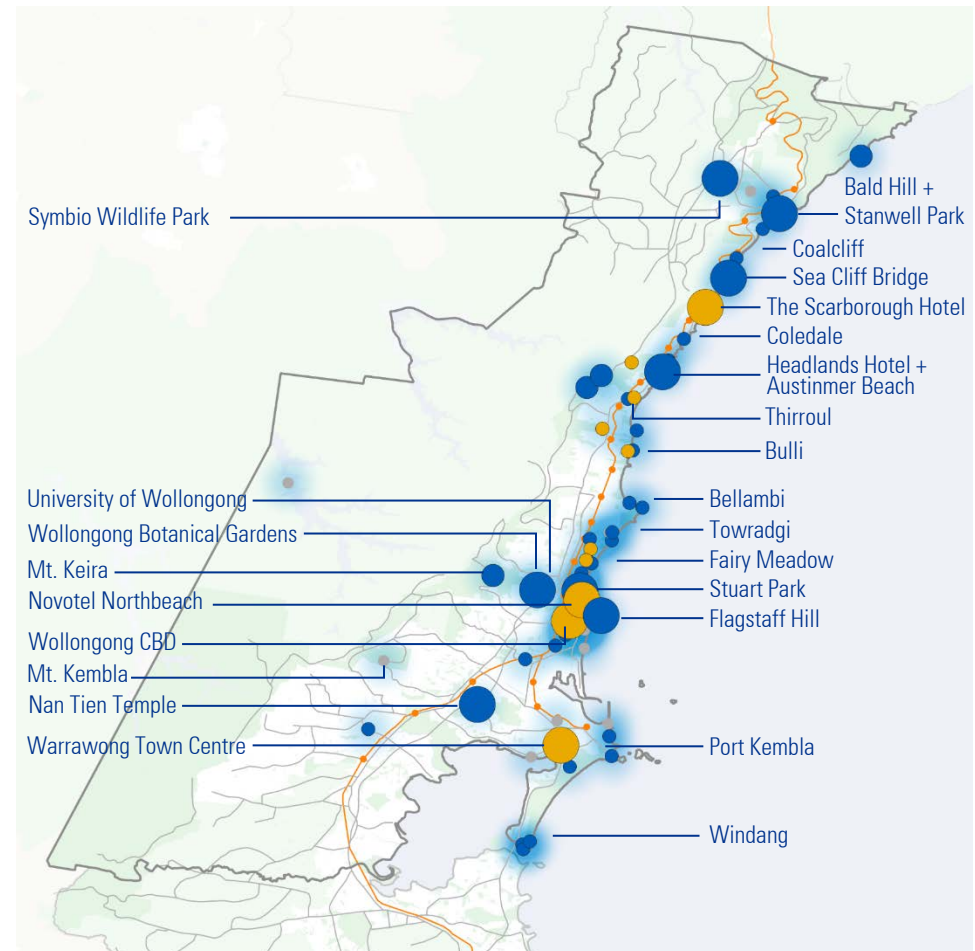 Symbio Wildlife Park
Bald Hill +
Stanwell Park
Coalcliff
Sea Cliff Bridge
The Scarborough Hotel
Coledale
Headlands Hotel +
Austinmer Beach
Thirroul
Bulli
University of Wollongong
Wollongong Botanical Gardens
Mt. Keira
Novotel Northbeach
Wollongong CBD
Mt. Kembla
Nan Tien Temple
Warrawong Town Centre
Bellambi
Towradgi
Fairy Meadow
Stuart Park
Flagstaff Hill
Port Kembla
Windang